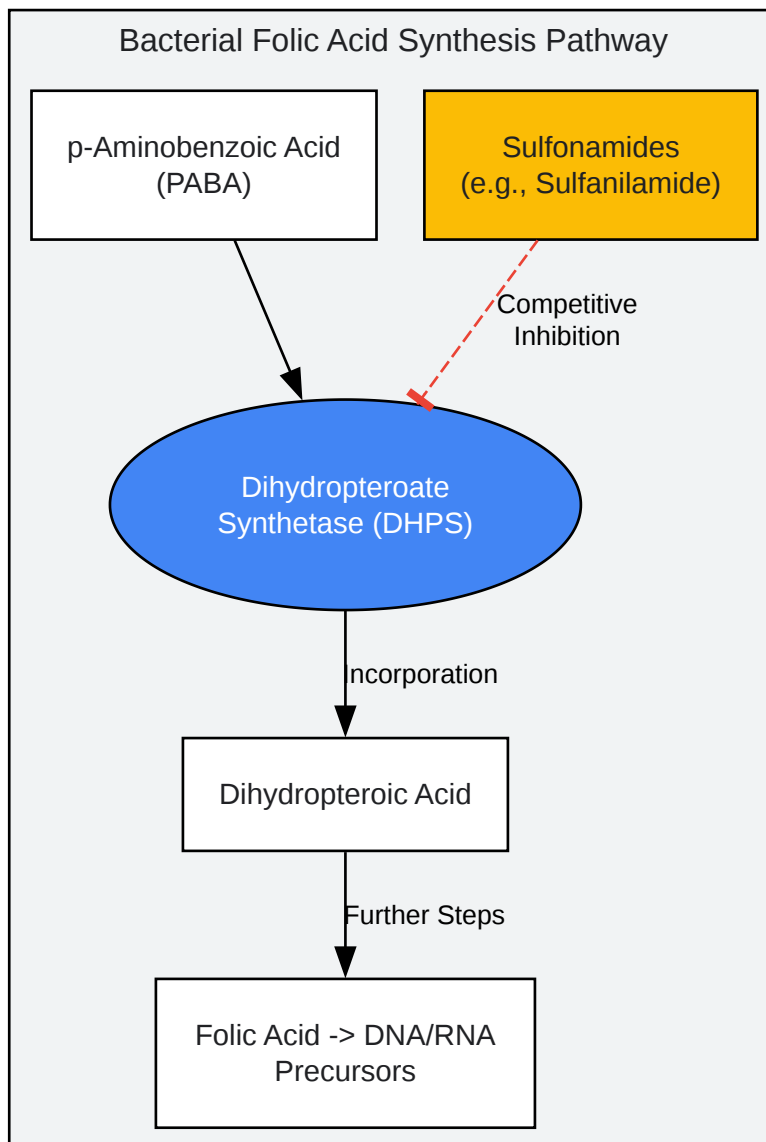 Bacterial Folic Acid Synthesis Pathway
p-Aminobenzoic Acid
(PABA)
Sulfonamides
(e.g., Sulfanilamide)
Competitive
Inhibition
Dihydropteroate
Synthetase (DHPS)
Incorporation
Dihydropteroic Acid
Further Steps
Folic Acid -> DNA/RNA
Precursors